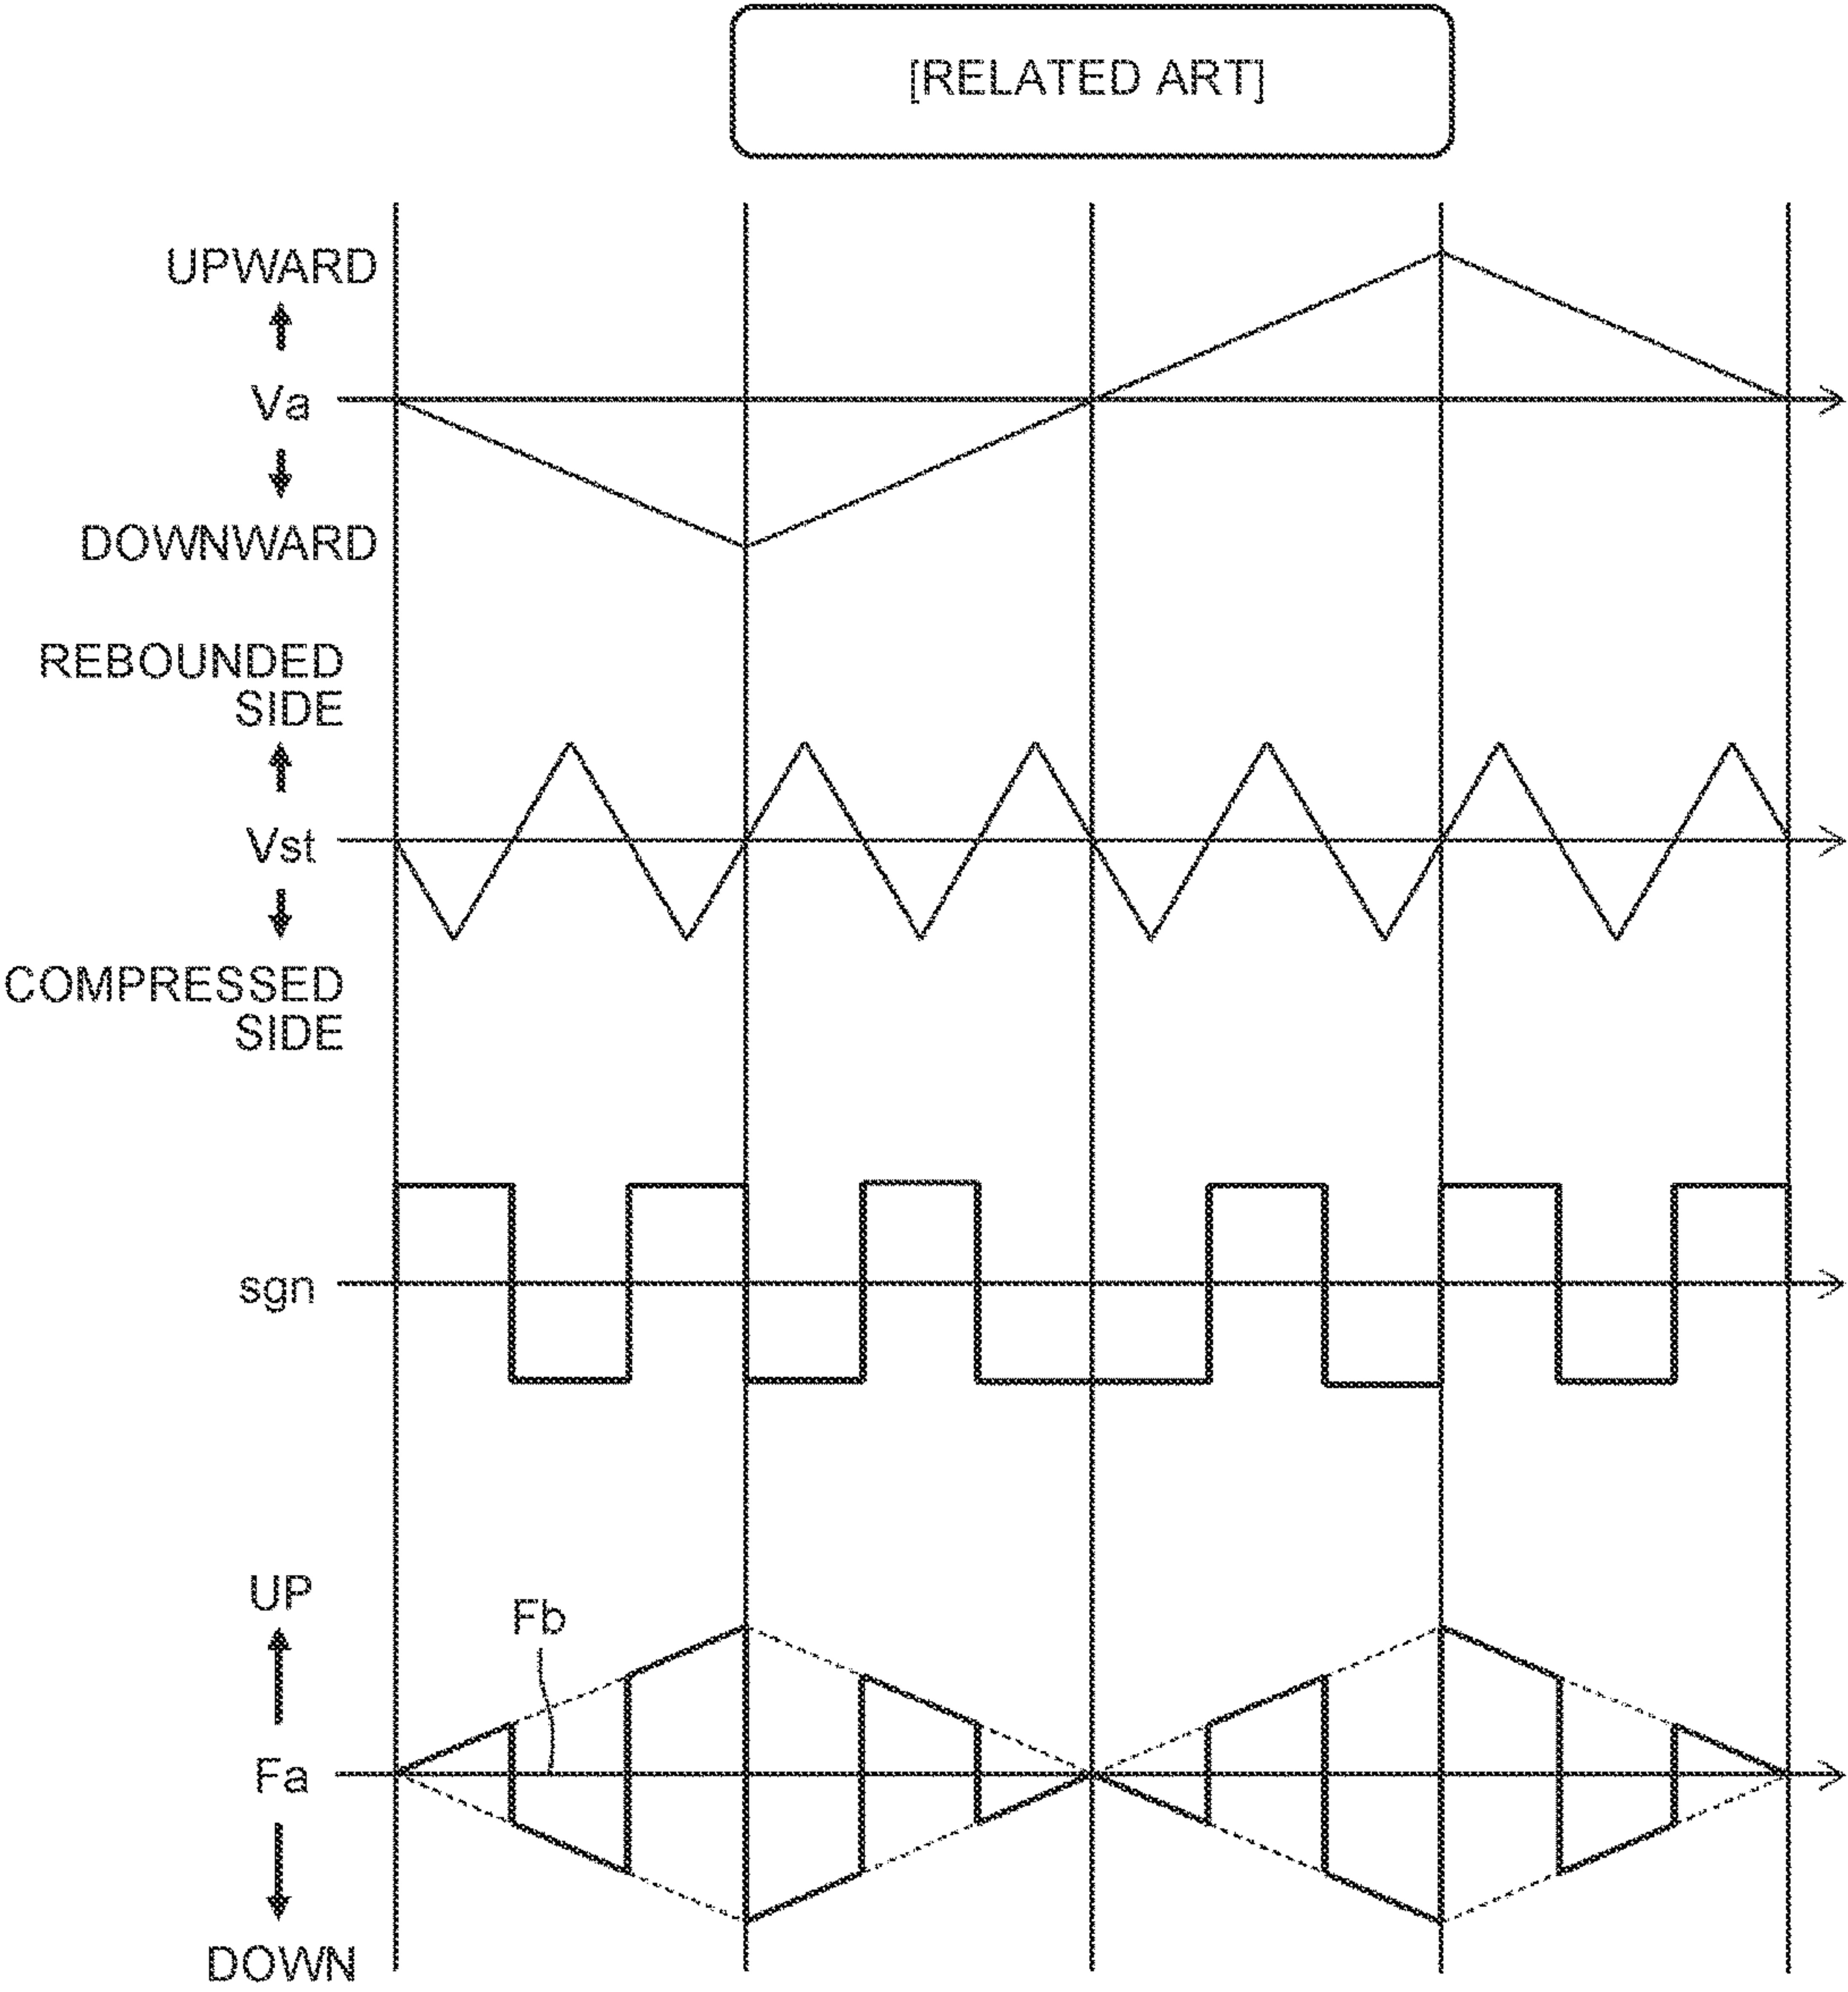 [RELATED ART]
UPWARD
Va
DOWNWARD
REBOUNDED
SIDE
Vst
COMPRESSED
SIDE
sgn
UP
Fb
Fa
DOWN